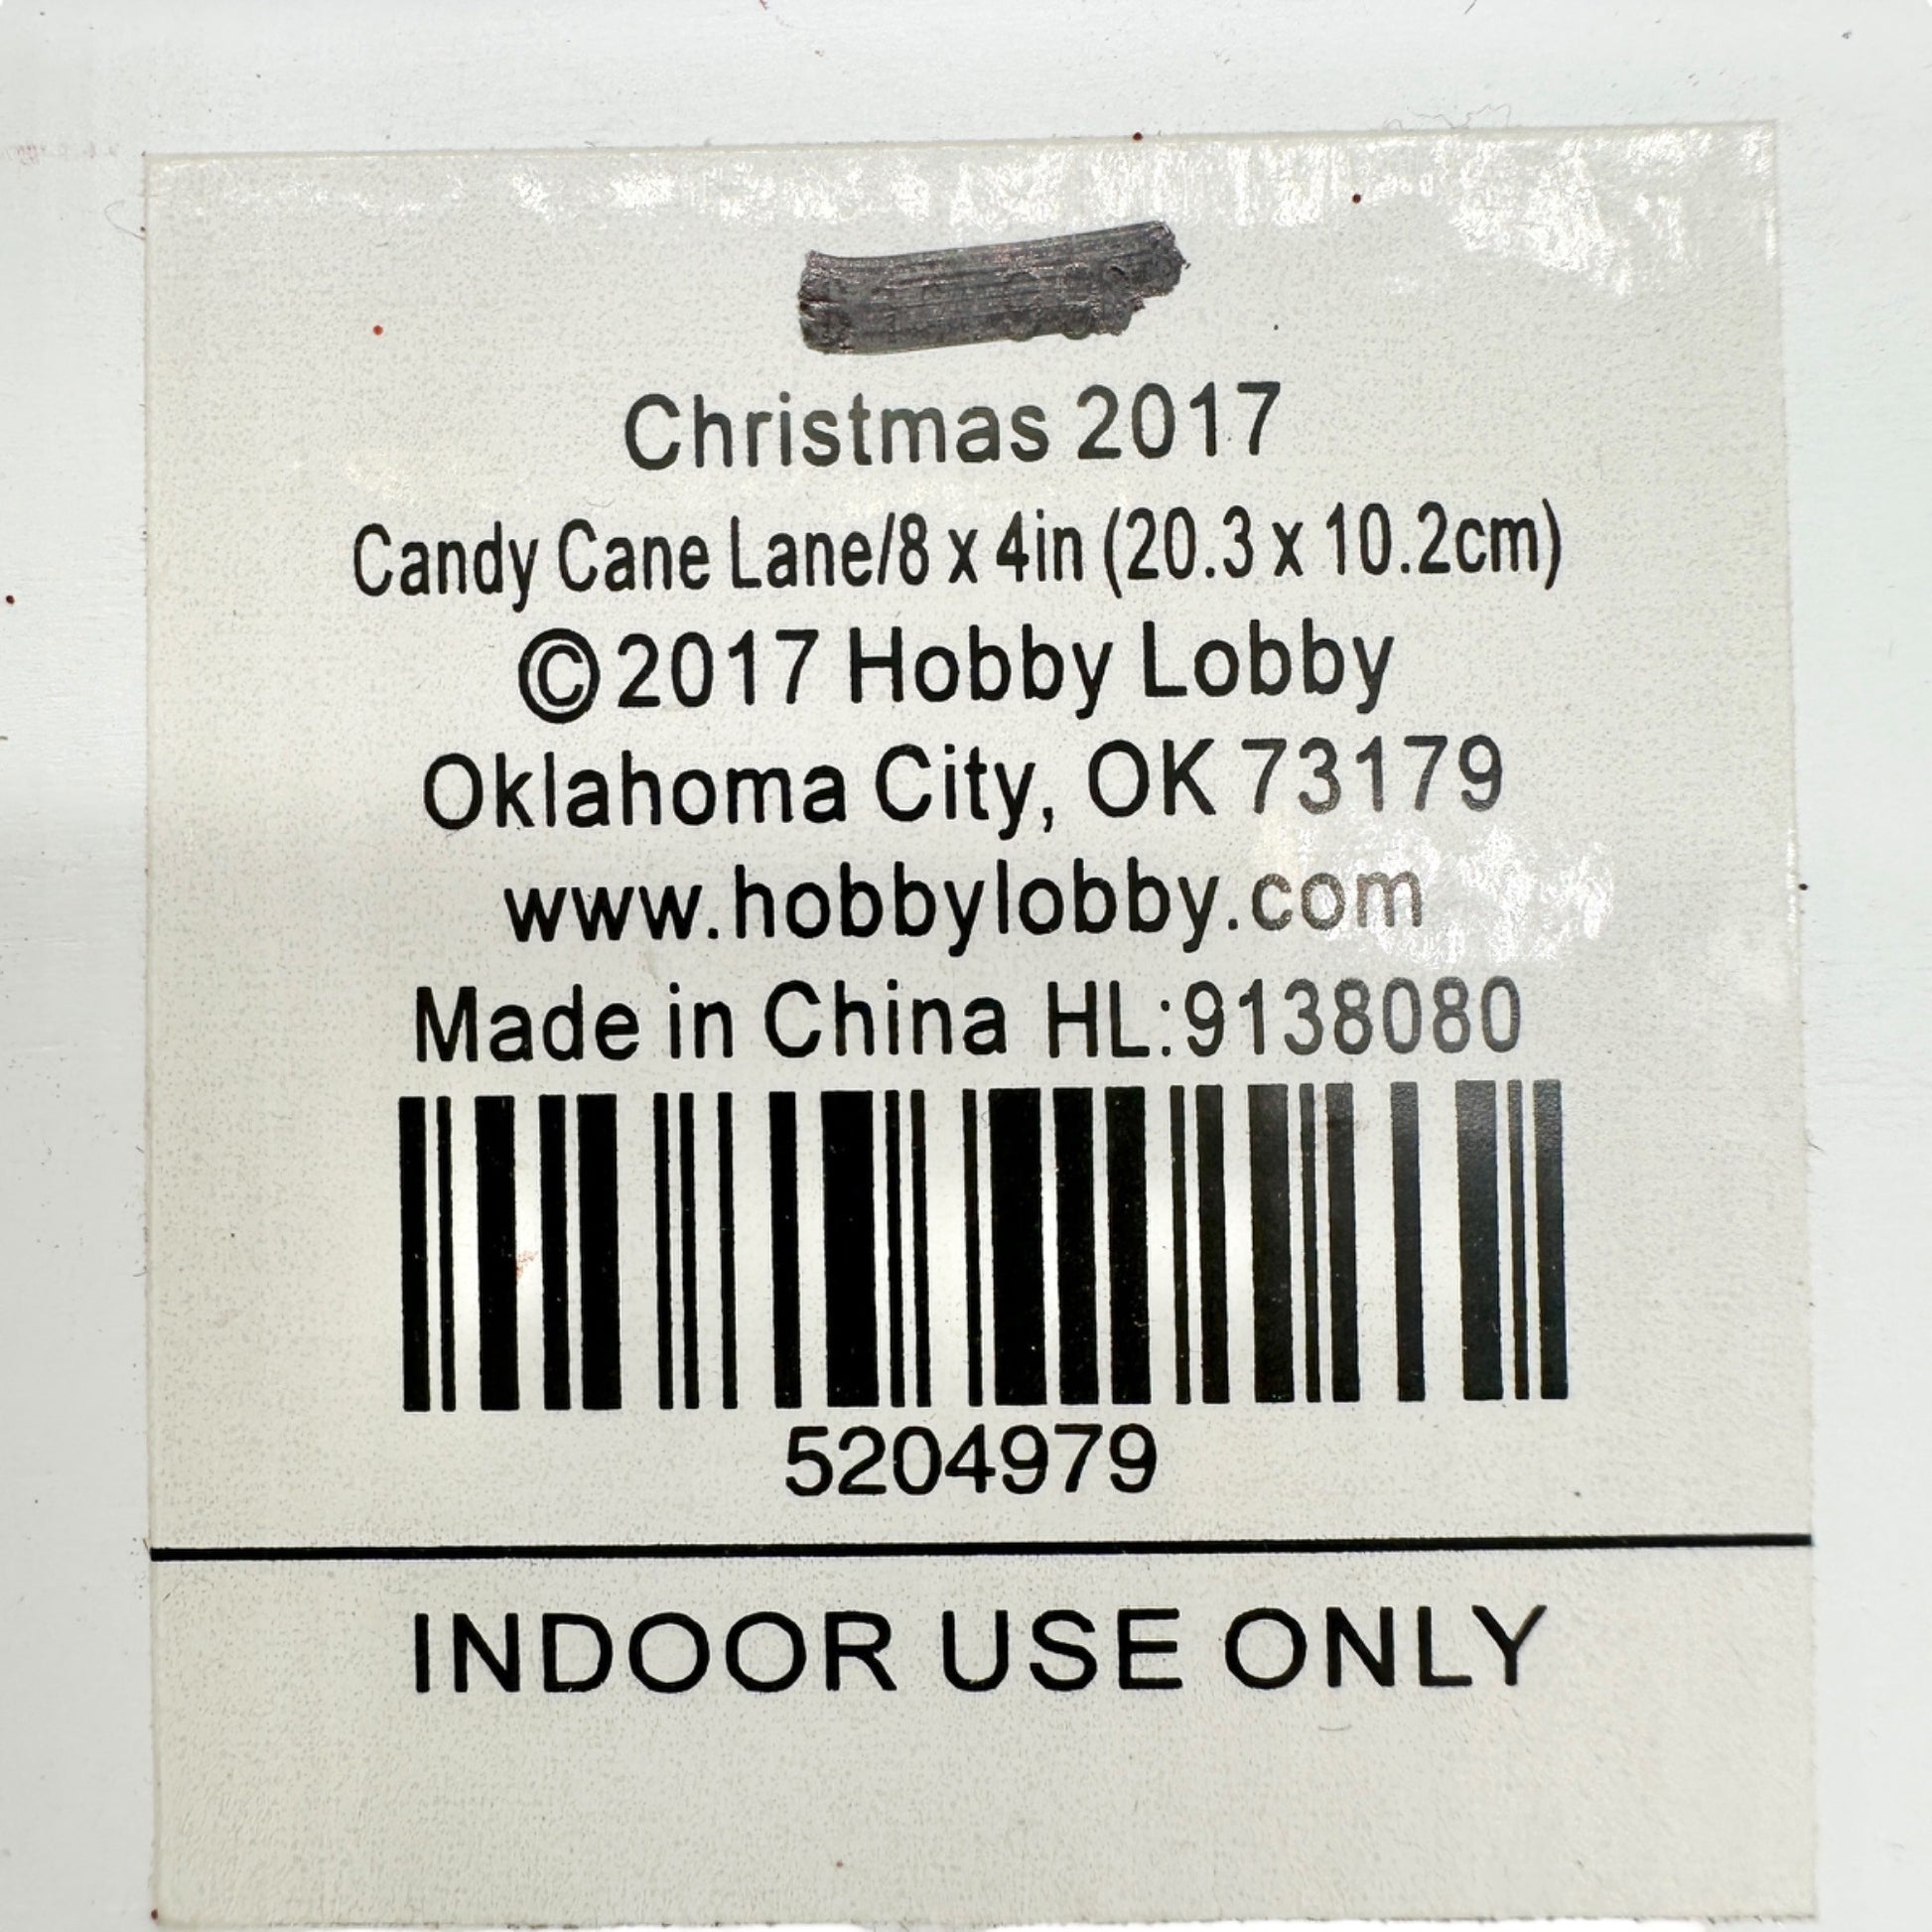 Christmas 2017
Candy Cane Lane/8 x 4in (20.3 x 10.2cm)
©2017 Hobby Lobby
Oklahoma City, OK 73179
www.hobbylobby.com
Made in China HL:9138080
5204979
INDOOR USE ONLY